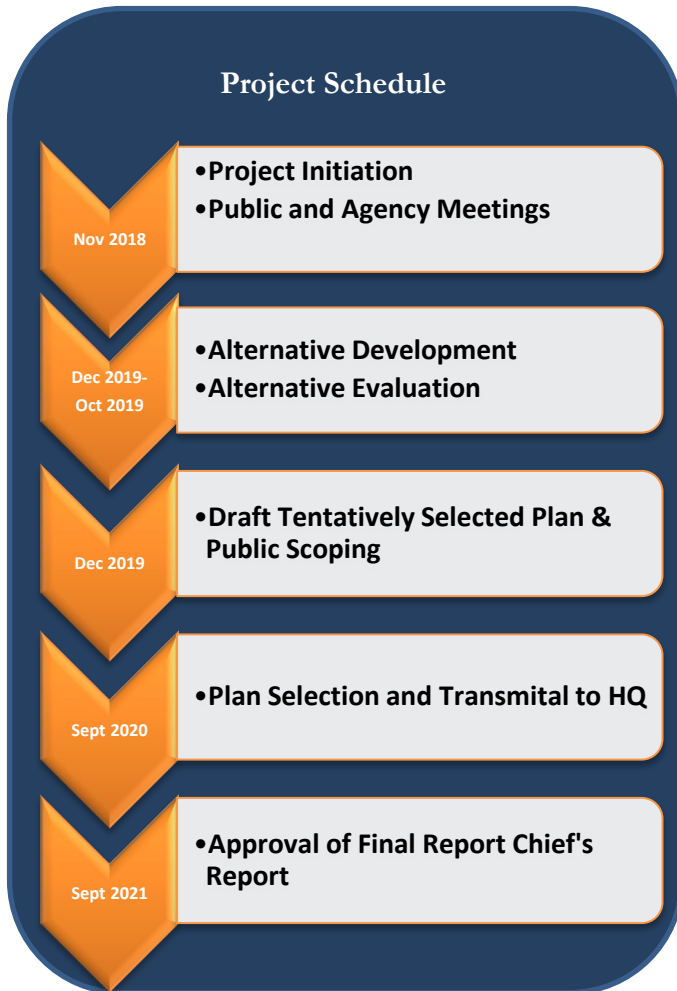 Project Schedule
Nov 2018
•Project Initiation
•Public and Agency Meetings
Dec 2019-
Oct 2019
•Alternative Development
•Alternative Evaluation
Dec 2019
•Draft Tentatively Selected Plan &
Public Scoping
Sept 2020
•Plan Selection and Transmital to HQ
Sept 2021
•Approval of Final Report Chief's
Report